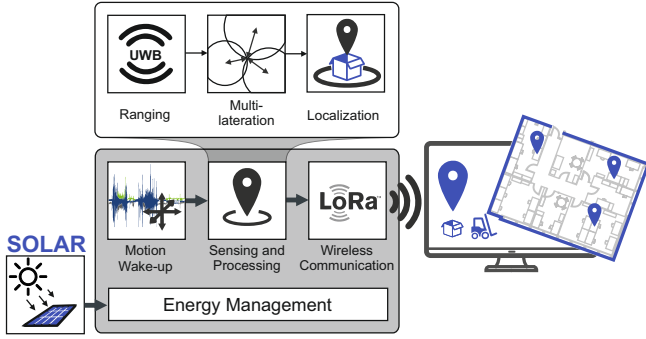 UWB
Ranging
Multi-
lateration
Localization
LoRa
Motion
Wake-up
Sensing and
Processing
Wireless
Communication
SOLAR
Energy Management